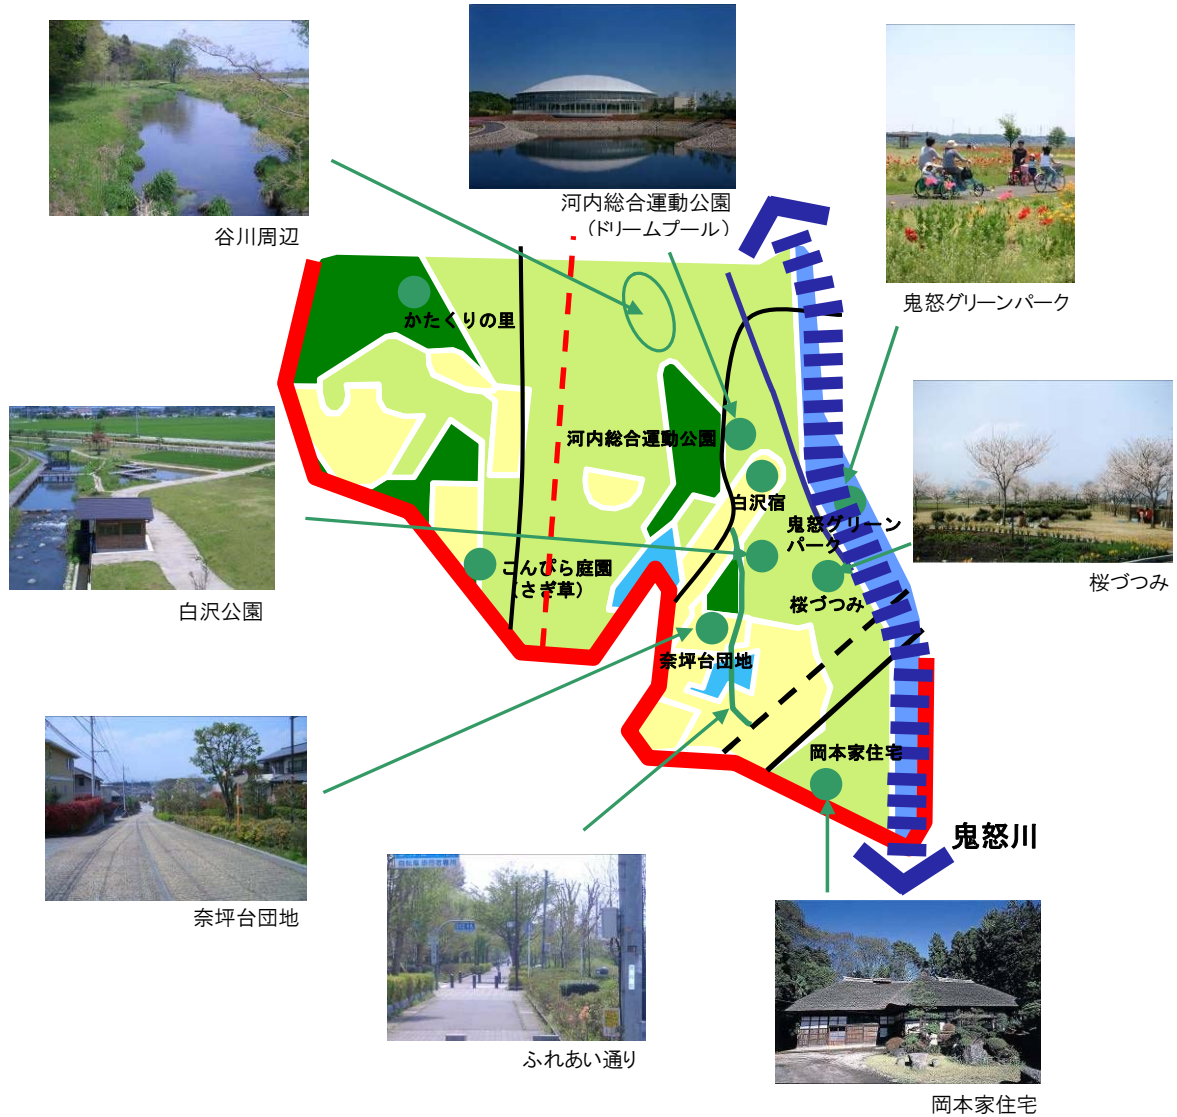 河内総合運動公園
（ドリームプール）
谷川周辺
鬼怒グリーンパーク
かたくりの里
河内総合運動公園
白沢宿
鬼怒グリーン
パーク
こんぴら庭園
（さぎ草）
桜づつみ
桜づつみ
白沢公園
奈坪台団地
岡本家住宅
鬼怒川
奈坪台団地
ふれあい通り
岡本家住宅